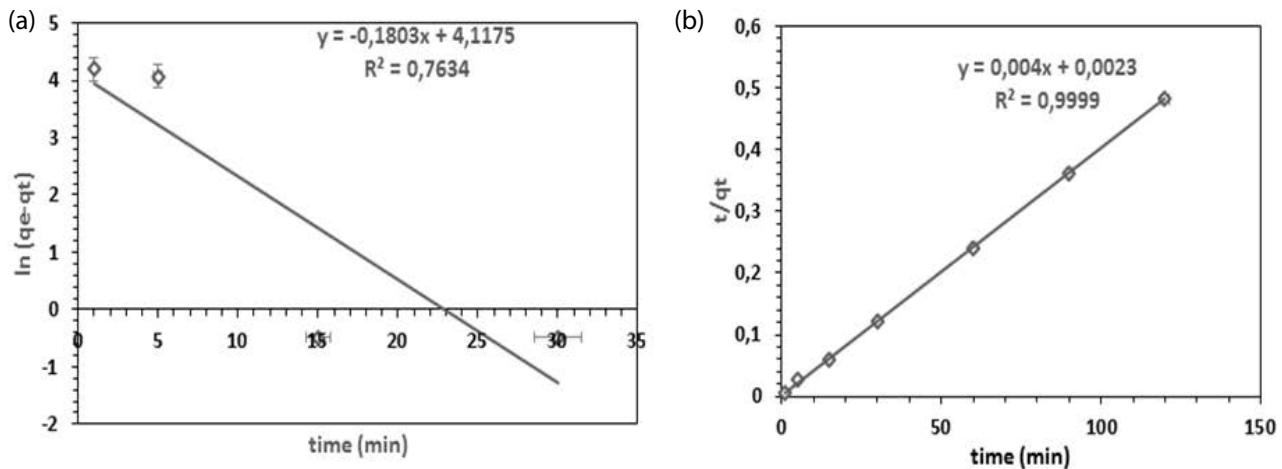 (a)
y = -0,1803x + 4,1175
R² = 0,7634
5
4
3
2
1
0
-1
-2
0 5 10 15 20 25 30 35
ln (qe-qt)
time (min)
(b)
y = 0,004x + 0,0023
R² = 0,9999
0,6
0,5
0,4
0,3
0,2
0,1
0
0 50 100 150
t/qt
time (min)